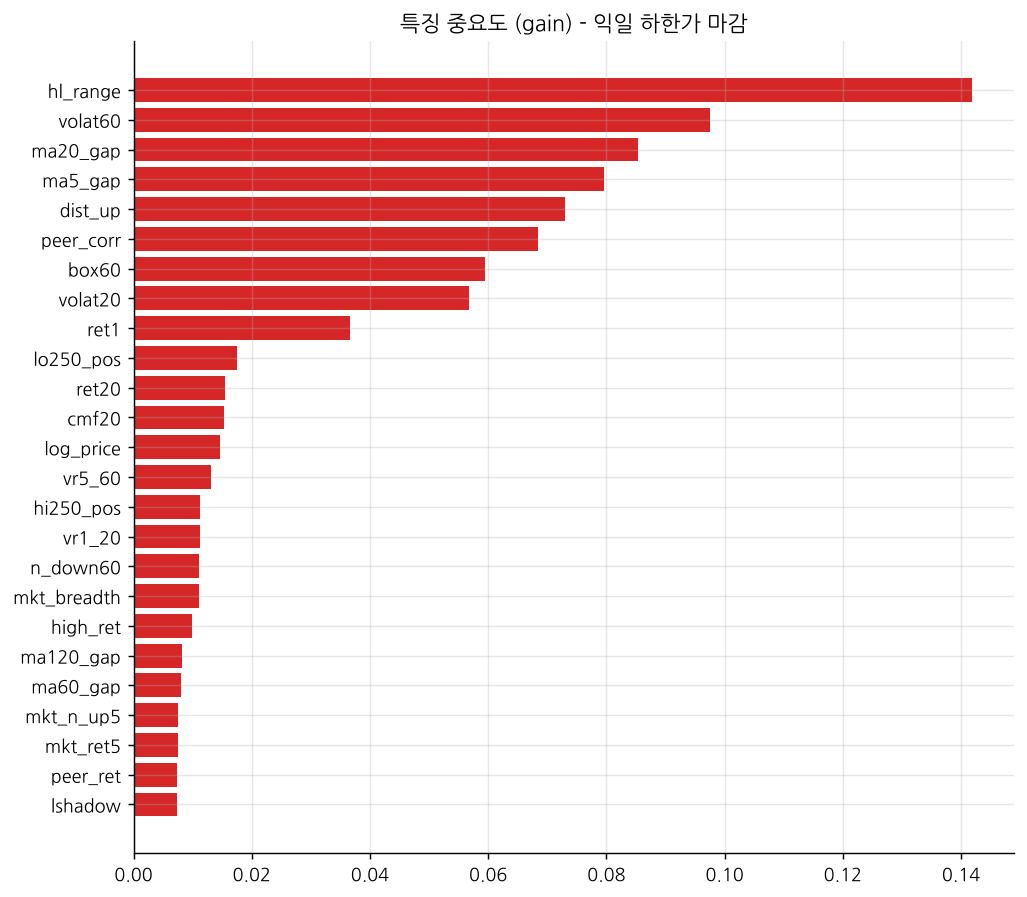 특징 중요도 (gain) - 익일 하한가 마감
hl_range
volat60
ma20_gap
ma5_gap
dist_up
peer_corr
box60
volat20
ret1
lo250_pos
ret20
cmf20
log_price
vr5_60
hi250_pos
vr1_20
n_down60
mkt_breadth
high_ret
ma120_gap
ma60_gap
mkt_n_up5
mkt_ret5
peer_ret
lshadow
0.00 0.02 0.04 0.06 0.08 0.10 0.12 0.14